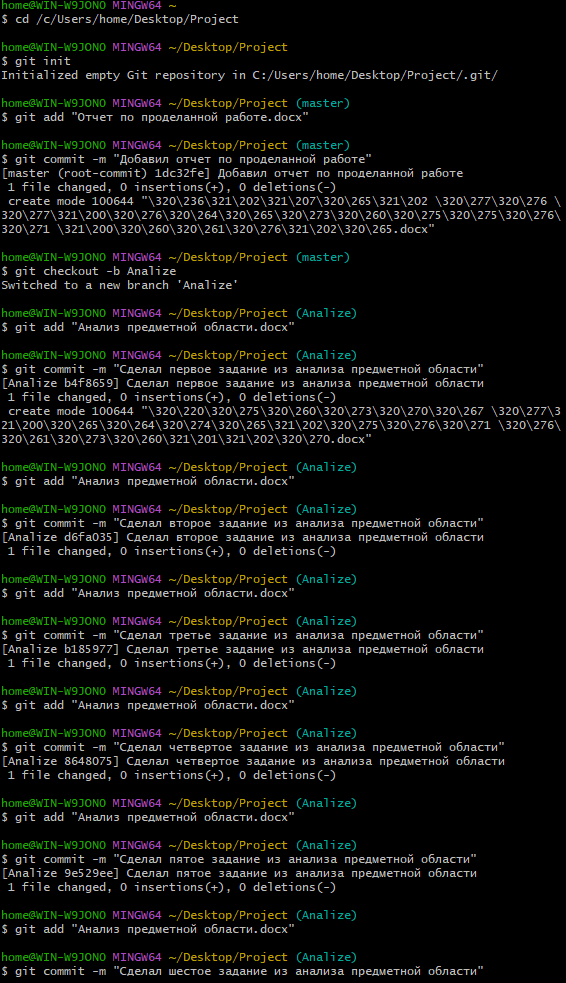 home@WIN-W9JONO MINGW64 ~
$ cd /c/Users/home/Desktop/Project
home@WIN-W9JONO MINGW64 ~/Desktop/Project
$ git init
Initialized empty Git repository in C:/Users/home/Desktop/Project/.git/
home@WIN-W9JONO MINGW64 ~/Desktop/Project (master)
$ git add "Отчет по проделанной работе.docx"
home@WIN-W9JONO MINGW64 ~/Desktop/Project (master)
$ git commit -m "Добавил отчет по проделанной работе"
[master (root-commit) 1dc32fe] Добавил отчет по проделанной работе
1 file changed, 0 insertions(+), 0 deletions(-)
create mode 100644 "\320\236\321\202\321\207\320\265\321\202 \320\277\320\276 \
320\277\321\200\320\276\320\264\320\265\320\273\320\260\320\275\320\275\320\276\
320\271 \321\200\320\260\320\261\320\276\321\202\320\265.docx"
home@WIN-W9JONO MINGW64 ~/Desktop/Project (master)
$ git checkout -b Analize
Switched to a new branch 'Analize'
home@WIN-W9JONO MINGW64 ~/Desktop/Project (Analize)
$ git add "Анализ предметной области.docx"
home@WIN-W9JONO MINGW64 ~/Desktop/Project (Analize)
$ git commit -m "Сделал первое задание из анализа предметной области"
[Analize b4f8659] Сделал первое задание из анализа предметной области
1 file changed, 0 insertions(+), 0 deletions(-)
create mode 100644 "\320\220\320\275\320\260\320\273\320\270\320\267 \320\277\3
21\200\320\265\320\264\320\274\320\265\321\202\320\275\320\276\320\271 \320\276\
320\261\320\273\320\260\321\201\321\202\320\270.docx"
home@WIN-W9JONO MINGW64 ~/Desktop/Project (Analize)
$ git add "Анализ предметной области.docx"
home@WIN-W9JONO MINGW64 ~/Desktop/Project (Analize)
$ git commit -m "Сделал второе задание из анализа предметной области"
[Analize d6fa035] Сделал второе задание из анализа предметной области
1 file changed, 0 insertions(+), 0 deletions(-)
home@WIN-W9JONO MINGW64 ~/Desktop/Project (Analize)
$ git add "Анализ предметной области.docx"
home@WIN-W9JONO MINGW64 ~/Desktop/Project (Analize)
$ git commit -m "Сделал третье задание из анализа предметной области"
[Analize b185977] Сделал третье задание из анализа предметной области
1 file changed, 0 insertions(+), 0 deletions(-)
home@WIN-W9JONO MINGW64 ~/Desktop/Project (Analize)
$ git add "Анализ предметной области.docx"
home@WIN-W9JONO MINGW64 ~/Desktop/Project (Analize)
$ git commit -m "Сделал четвертое задание из анализа предметной области"
[Analize 8648075] Сделал четвертое задание из анализа предметной области
1 file changed, 0 insertions(+), 0 deletions(-)
home@WIN-W9JONO MINGW64 ~/Desktop/Project (Analize)
$ git add "Анализ предметной области.docx"
home@WIN-W9JONO MINGW64 ~/Desktop/Project (Analize)
$ git commit -m "Сделал пятое задание из анализа предметной области"
[Analize 9e529ee] Сделал пятое задание из анализа предметной области
1 file changed, 0 insertions(+), 0 deletions(-)
home@WIN-W9JONO MINGW64 ~/Desktop/Project (Analize)
$ git add "Анализ предметной области.docx"
home@WIN-W9JONO MINGW64 ~/Desktop/Project (Analize)
$ git commit -m "Сделал шестое задание из анализа предметной области"